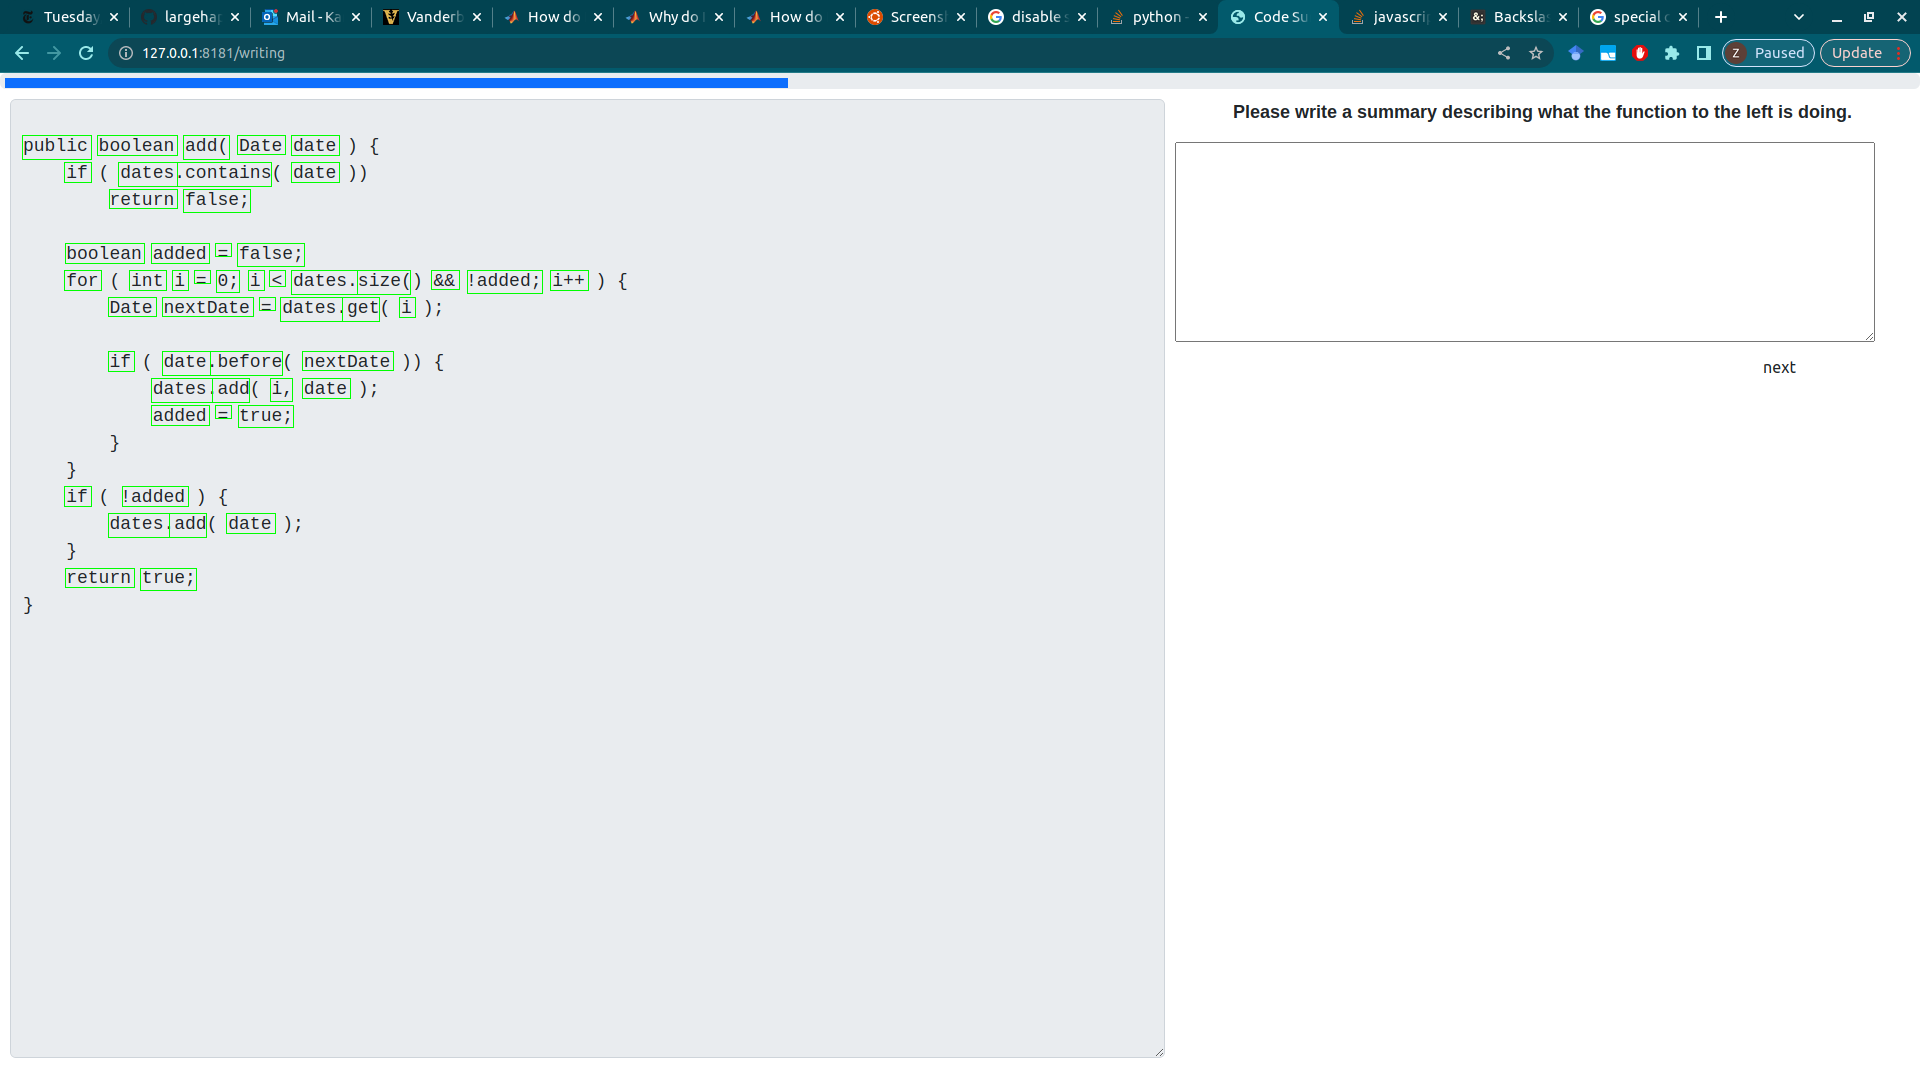 Tuesday
largehap
Mail - Ka
Vanderb
How do
Why do
How do
Screensh
disable s
python -
Code Su
javascrip
Backslas
special c
127.0.0.1:8181/writing
Z Paused
Update
Please write a summary describing what the function to the left is doing.
public boolean add( Date date ) {
if ( dates.contains( date ))
return false;
boolean added = false;
for ( int i = 0; i < dates.size() && !added; i++ ) {
Date nextDate = dates.get( i );
if ( date.before( nextDate )) {
dates.add( i, date );
added = true;
}
}
if ( !added ) {
dates.add( date );
}
return true;
}
next